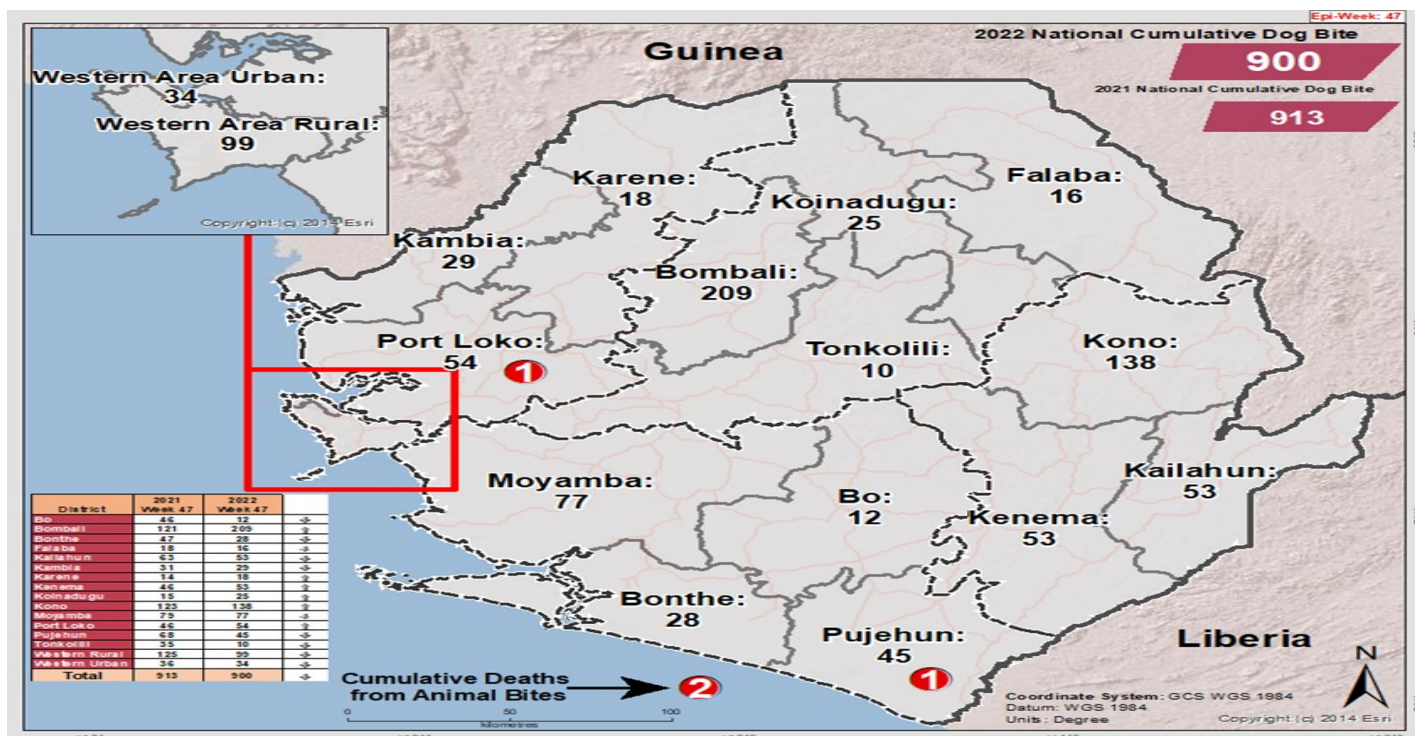 Epi-Week: 47
2022 National Cumulative Dog Bite
900
2021 National Cumulative Dog Bite
913
Guinea
Western Area Urban:
34
Western Area Rural:
99
Copyright:(c) 2014 Esri
Karene:
18
Koinadugu:
25
Falaba:
16
Kambia:
29
Bombali:
209
Port Loko:
54
1
Tonkolili:
10
Kono:
138
Moyamba:
77
Bo:
12
Kenema:
53
Kailahun:
53
Bonthe:
28
Pujehun:
45
1
Liberia
N
District 2021 Week 47 2022 Week 47
Bo 46 12
Bombali 121 209
Bonthe 47 28
Falaba 18 16
Kailahun 63 53
Kambia 31 29
Karene 14 18
Kenema 46 53
Koinadugu 15 25
Kono 123 138
Moyamba 79 77
Port Loko 46 54
Pujehun 68 45
Tonkolili 35 10
Western Rural 125 99
Western Urban 36 34
Total 913 900
Cumulative Deaths
from Animal Bites
2
0 50 100
kilometres
Coordinate System: GCS WGS 1984
Datum: WGS 1984
Units: Degree
Copyright:(c) 2014 Esri